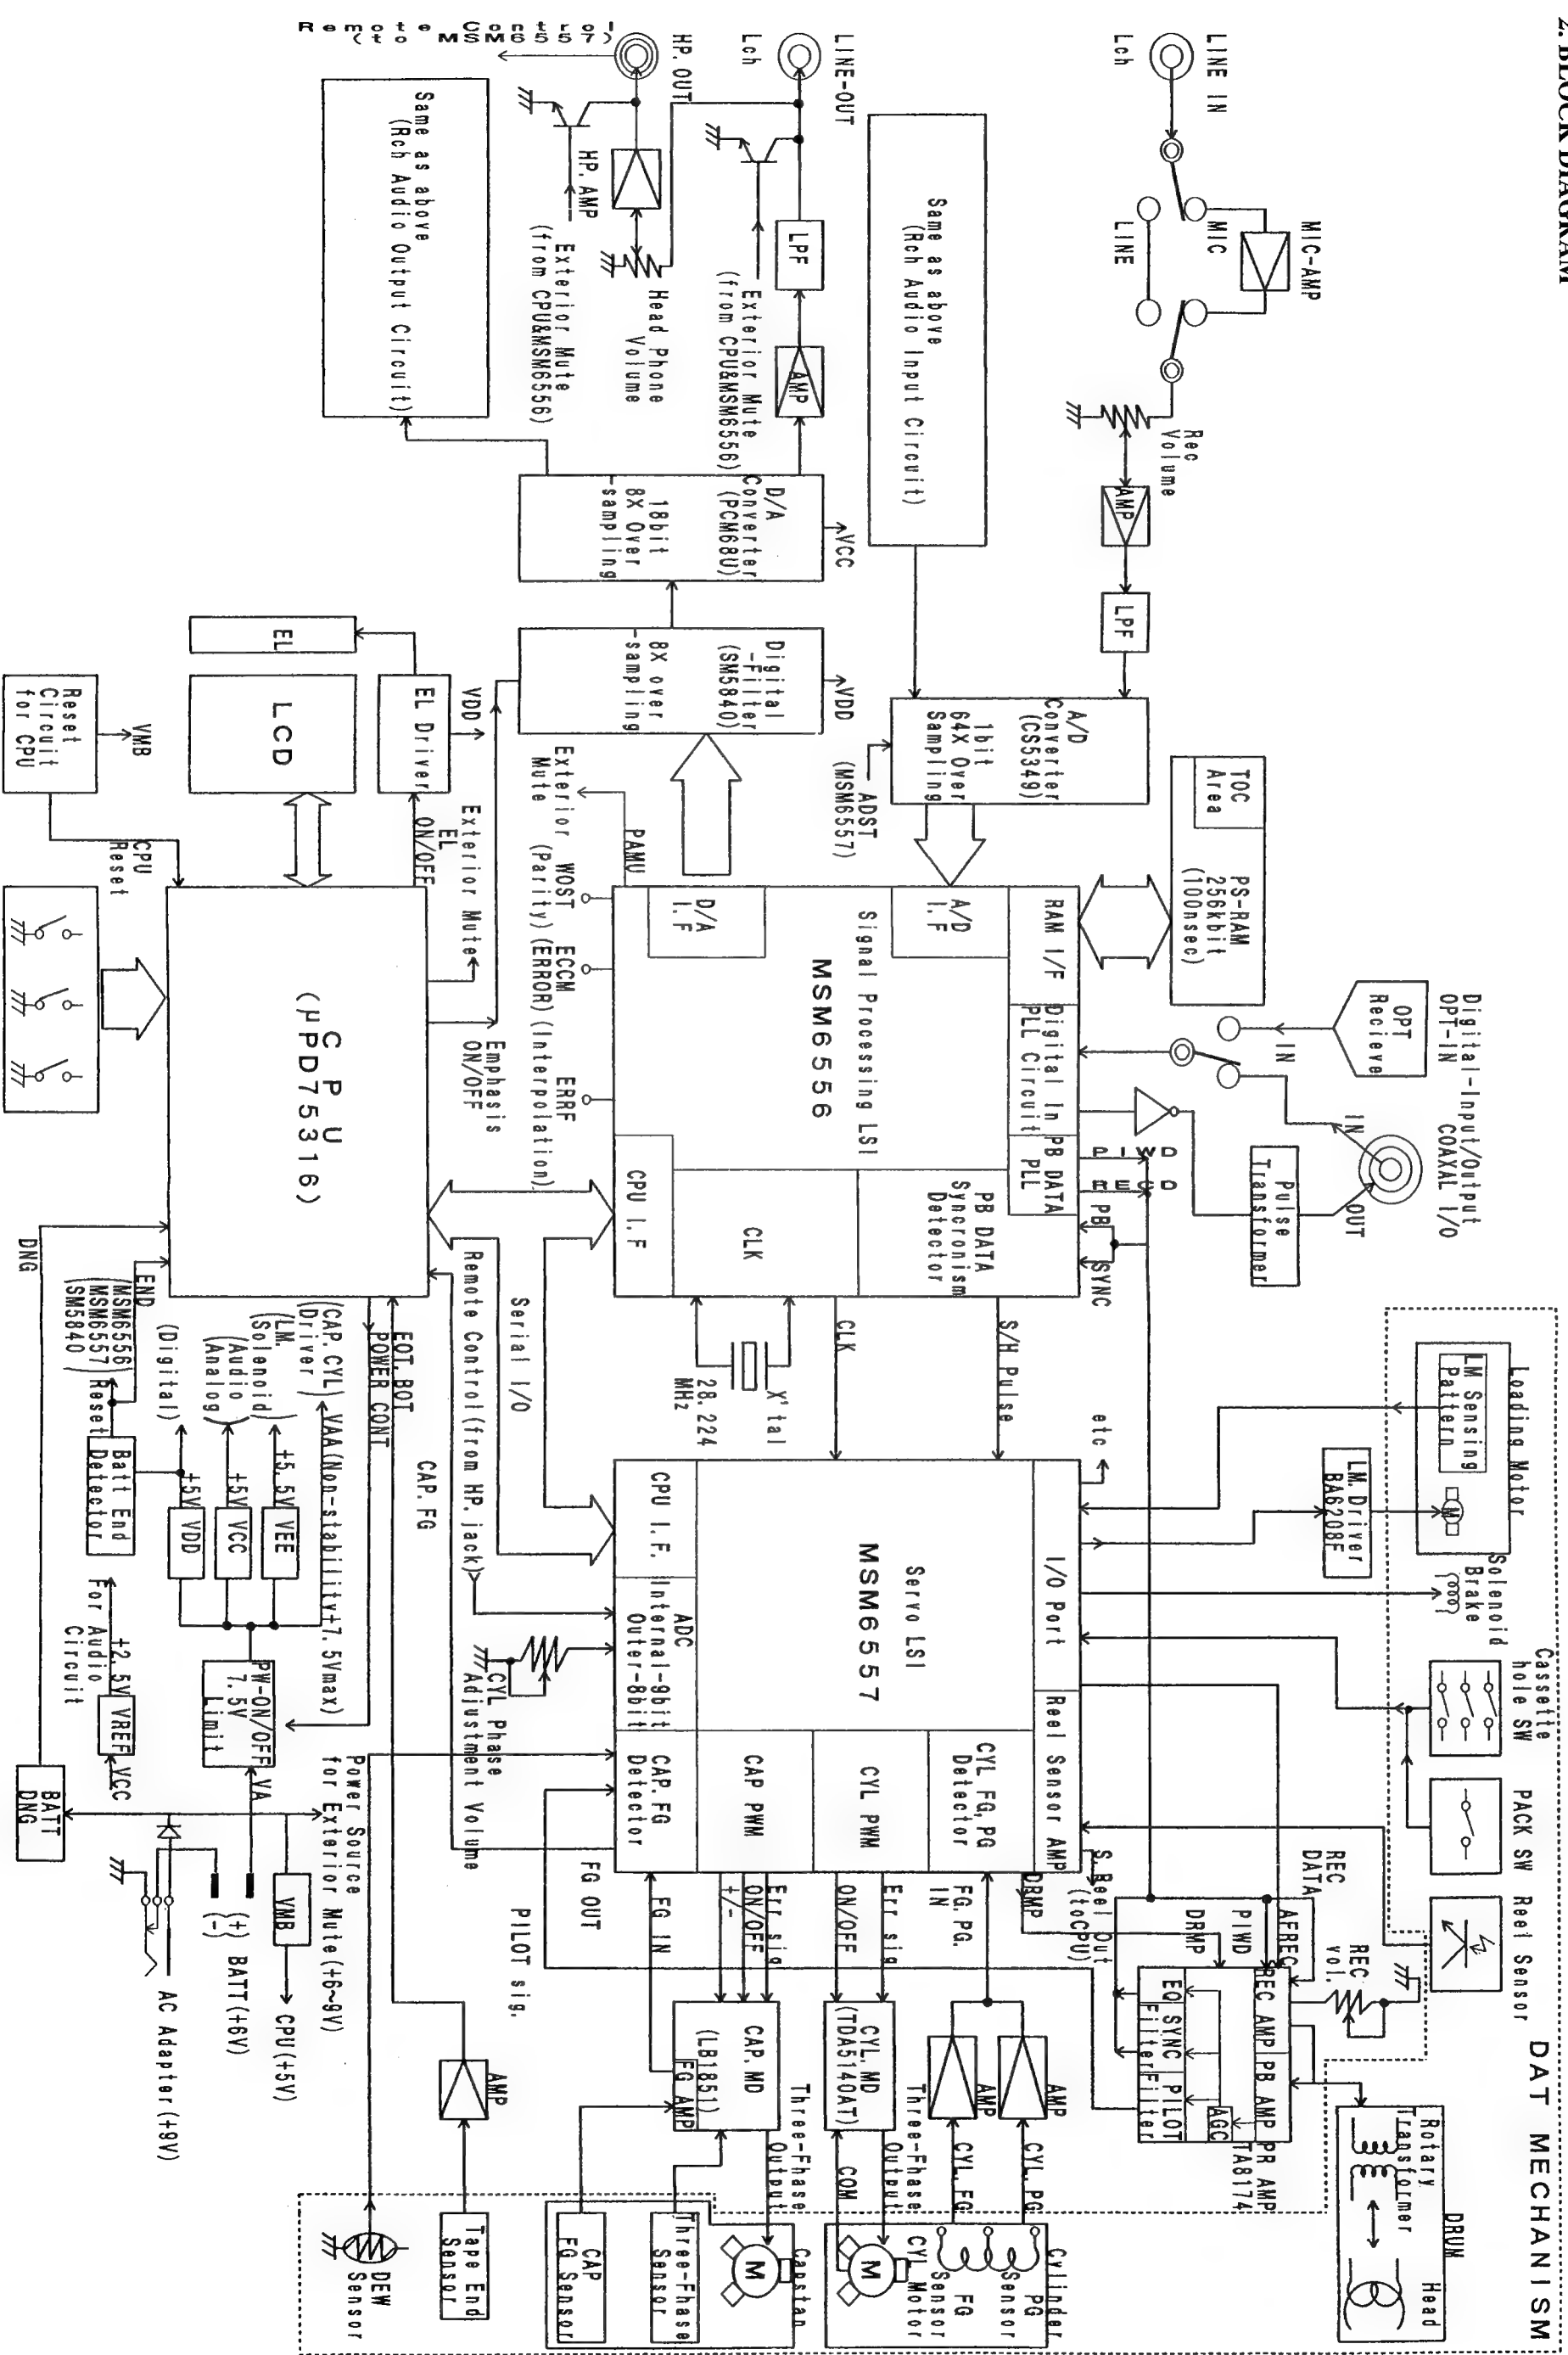 2. BLOCK DIAGRAM
LINE IN
Lch
MIC-AMP
MIC
LINE
Rec
Volume
AMP
LPF
Same as above
(Rch Audio Input Circuit)
A/D
Converter
(CS5349)
1bit
64X Over
Sampling
ADST
(MSM6557)
TOC
Area
PS-RAM
256kbit
(100nsec)
Digital-Input/Output
OPT-IN
COAXAL I/O
OPT
Recieve
IN
IN
OUT
Pulse
Transformer
LINE-OUT
Lch
LPF
AMP
Exterior Mute
(from CPU&MSM6556)
HP. OUT
HP. AMP
Head Phone
Volume
Exterior Mute
(from CPU&MSM6556)
Remote Control
(to MSM6557)
Same as above
(Rch Audio Output Circuit)
D/A
Converter
(PCM68U)
18bit
8X Over
-sampling
VCC
Digital
-Filter
(SM5840)
8X over
-sampling
VDD
RAM I/F
Digital In
PLL Circuit
PB DATA
PLL
A/D
I.F
Signal Processing LSI
MSM6556
D/A
I.F
PB DATA
Syncronism
Detector
CLK
CPU I.F
PIWD
RECD
PB
SYNC
PAMU
Exterior
Mute
WOST
(Parity)
ECCM
(ERROR)
ERRF
(Interpolation)
S/H Pulse
CLK
X'tal
28.224
MHz
EL
LCD
EL Driver
VDD
EL
ON/OFF
Exterior Mute
Emphasis
ON/OFF
Reset
Circuit
for CPU
VMB
CPU
Reset
CPU
(μPD75316)
Serial I/O
Remote Control(from HP.jack)
CAP.FG
EOT.BOT
POWER CONT
DNG
END
(MSM6556
MSM6557
SM5840)
Reset
Batt End
Detector
(CAP.CYL)
Driver
VAA(Non-stability+7.5Vmax)
(LM.
Solenoid)
+5.5V
VEE
(Audio
Analog)
+5V
VCC
(Digital)
+5V
VDD
For Audio
Circuit
+2.5V
VREF
VCC
PW-ON/OFF
7.5V
Limit
VA
Power Source
for Exterior Mute(+6~9V)
BATT
DNG
VMB
CPU(+5V)
(+)
(-)
BATT(+6V)
AC Adapter(+9V)
I/O Port
Reel Sensor AMP
Servo LSI
MSM6557
CPU I.F.
ADC
Internal-9bit
Outer-8bit
CYL FG,PG
Detector
CYL PWM
CAP PWM
CAP.FG
Detector
etc
CYL Phase
Adjustment Volume
FG OUT
PILOT sig.
FG IN
+/-
ON/OFF
Err sig
ON/OFF
Err sig
FG.PG.
IN
DRMP
S.Reel Out
(toCPU)
Loading Motor
LM Sensing
Pattern
M
LM.Driver
BA6208F
Solenoid
Brake
Cassette
hole SW
PACK SW
Reel Sensor
REC
DATA
REC
vol.
AFREC
PIWD
DRMP
REC AMP
PB AMP
PR AMP
TA8174
AGC
EQ
SYNC
Filter
PILOT
Filter
DAT MECHANISM
DRUM
Rotary
Transformer
Head
AMP
AMP
CYL.PG
CYL.FG
CYL.MD
(TDA5140AT)
Three-Fhase
Output
COM
CAP.MD
(LB1851)
FG AMP
Three-Fhase
Output
Cylinder
PG
Sensor
FG
Sensor
CYL Motor
M
Capstan
M
Three-Fhase
Sensor
CAP
FG Sensor
AMP
Tape End
Sensor
DEW
Sensor